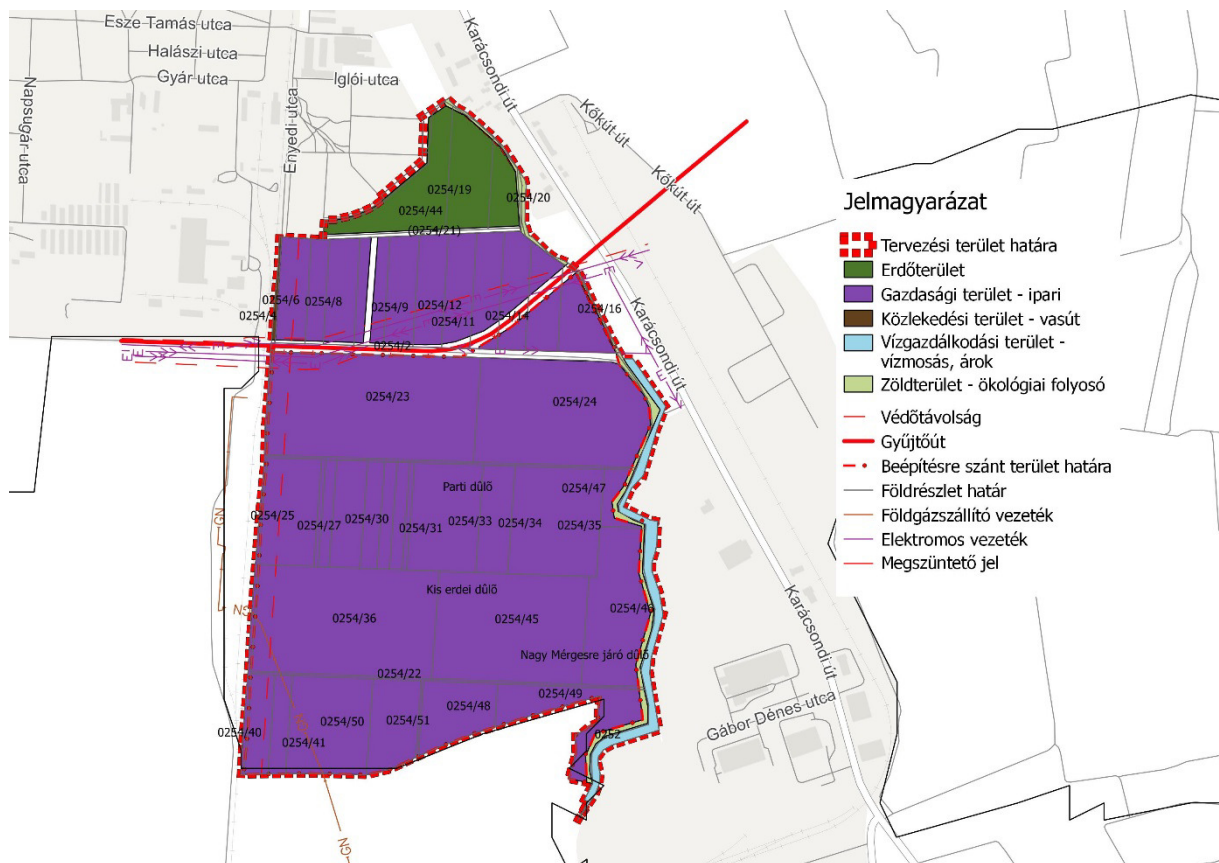 Esze Tamás utca
Halászi utca
Gyár utca
Iglói utca
Napsugár utca
Enyedi utca
Karácsondi út
Kőkút út
Kőkút út
0254/19
0254/20
0254/44
(0254/21)
0254/6
0254/8
0254/4
0254/9
0254/12
0254/11
0254/14
0254/16
0254/2
Karácsondi út
0254/23
0254/24
Parti dűlő
0254/47
0254/25
0254/27
0254/30
0254/31
0254/33
0254/34
0254/35
Kis erdei dűlő
0254/36
0254/45
0254/46
Nagy Mérgesre járó dűlő
0254/22
0254/49
0254/48
0254/50
0254/51
0254/40
0254/41
0252
Karácsondi út
Gábor Dénes utca
GN
NG
GN
Jelmagyarázat
Tervezési terület határa
Erdőterület
Gazdasági terület - ipari
Közlekedési terület - vasút
Vízgazdálkodási terület -
vízmosás, árok
Zöldterület - ökológiai folyosó
Védőtávolság
Gyűjtőút
Beépítésre szánt terület határa
Földrészlet határ
Földgázszállító vezeték
Elektromos vezeték
Megszüntető jel